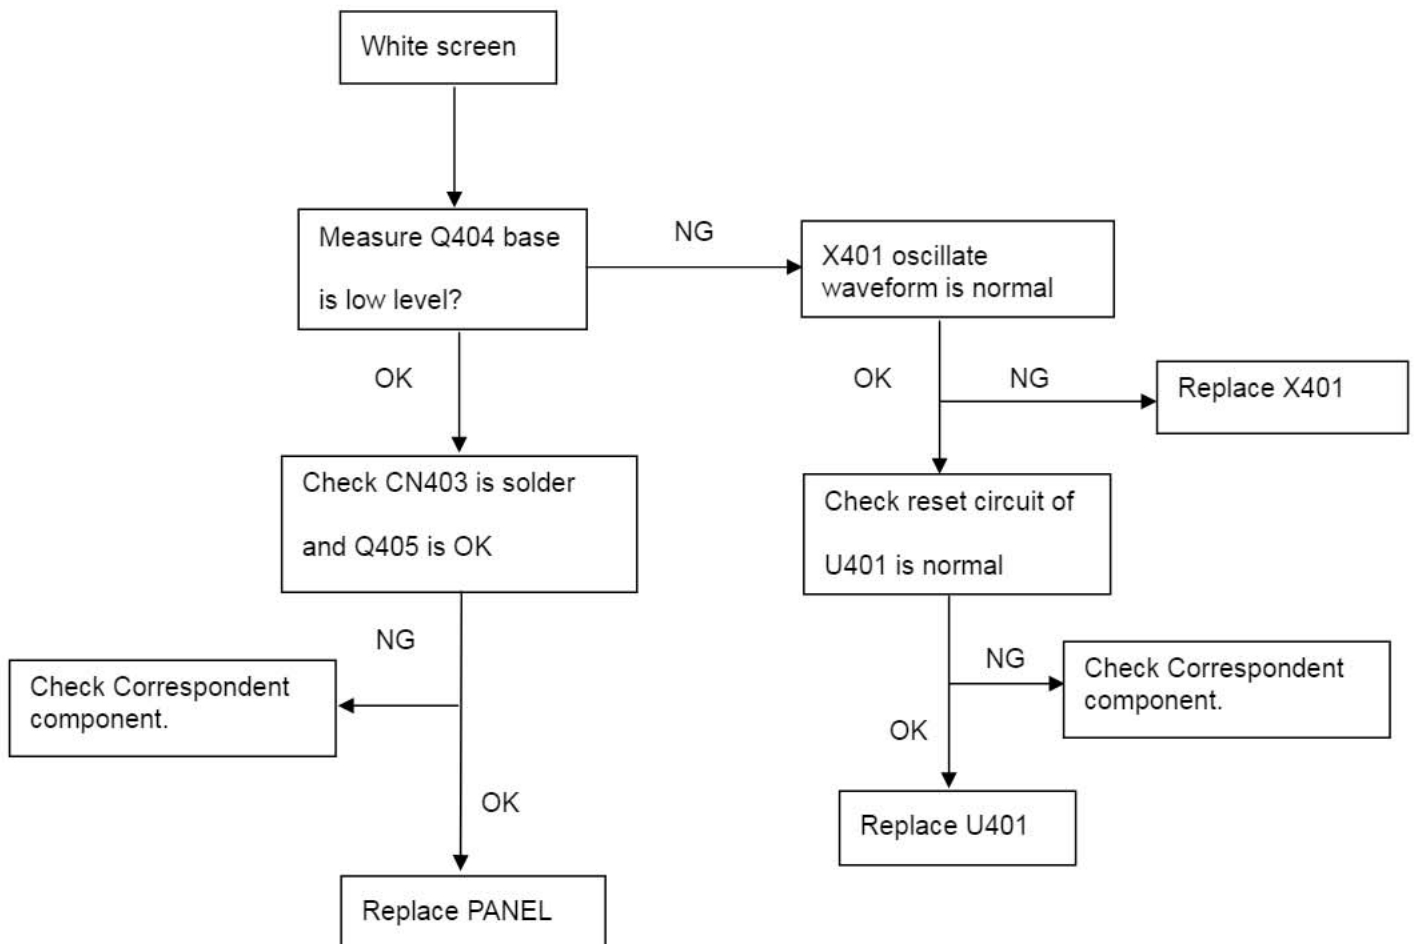 White screen
Measure Q404 base
is low level?
NG
X401 oscillate
waveform is normal
OK
OK
NG
Replace X401
Check CN403 is solder
and Q405 is OK
Check reset circuit of
U401 is normal
NG
Check Correspondent
component.
NG
Check Correspondent
component.
OK
OK
Replace U401
Replace PANEL